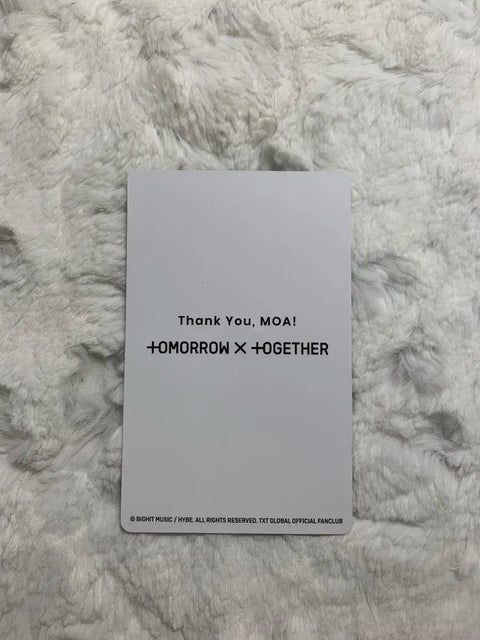 Thank You, MOA!
TOMORROW X TOGETHER
© BIGHIT MUSIC / HYBE. ALL RIGHTS RESERVED. TXT GLOBAL OFFICIAL FANCLUB